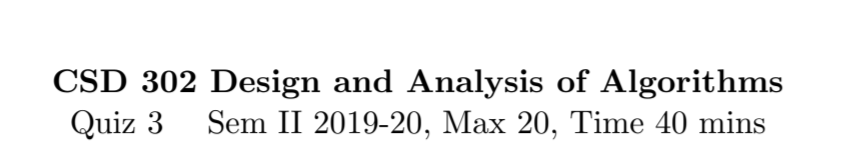 CSD 302 Design and Analysis of Algorithms
Quiz 3 Sem II 2019-20, Max 20, Time 40 mins